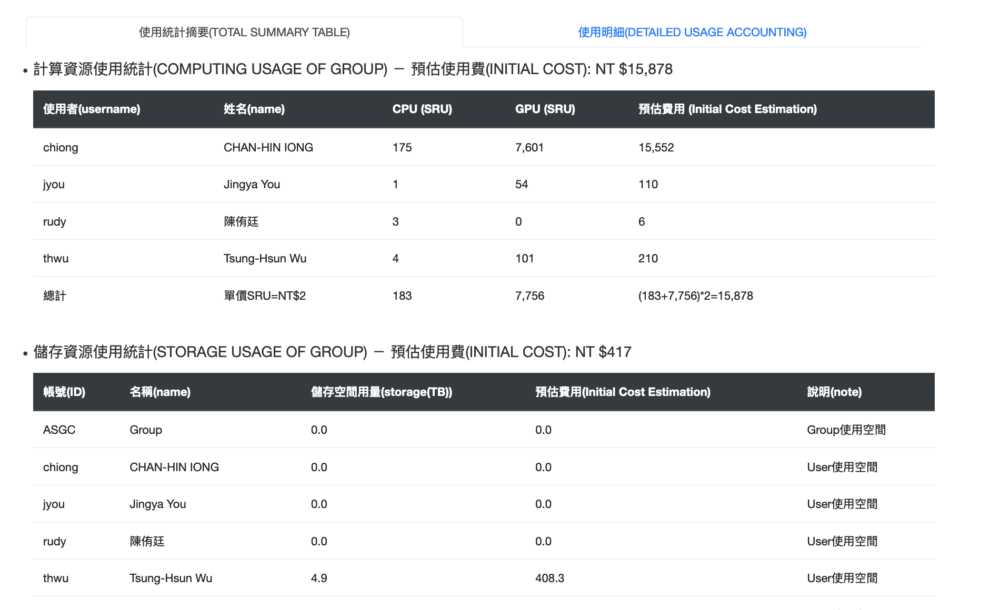 使用統計摘要(TOTAL SUMMARY TABLE) 使用明細(DETAILED USAGE ACCOUNTING)
• 計算資源使用統計(COMPUTING USAGE OF GROUP) － 預估使用費(INITIAL COST): NT $15,878
使用者(username) 姓名(name) CPU (SRU) GPU (SRU) 預估費用 (Initial Cost Estimation)
chiong CHAN-HIN IONG 175 7,601 15,552
jyou Jingya You 1 54 110
rudy 陳侑廷 3 0 6
thwu Tsung-Hsun Wu 4 101 210
總計 單價SRU=NT$2 183 7,756 (183+7,756)*2=15,878
• 儲存資源使用統計(STORAGE USAGE OF GROUP) － 預估使用費(INITIAL COST): NT $417
帳號(ID) 名稱(name) 儲存空間用量(storage(TB)) 預估費用(Initial Cost Estimation) 說明(note)
ASGC Group 0.0 0.0 Group使用空間
chiong CHAN-HIN IONG 0.0 0.0 User使用空間
jyou Jingya You 0.0 0.0 User使用空間
rudy 陳侑廷 0.0 0.0 User使用空間
thwu Tsung-Hsun Wu 4.9 408.3 User使用空間